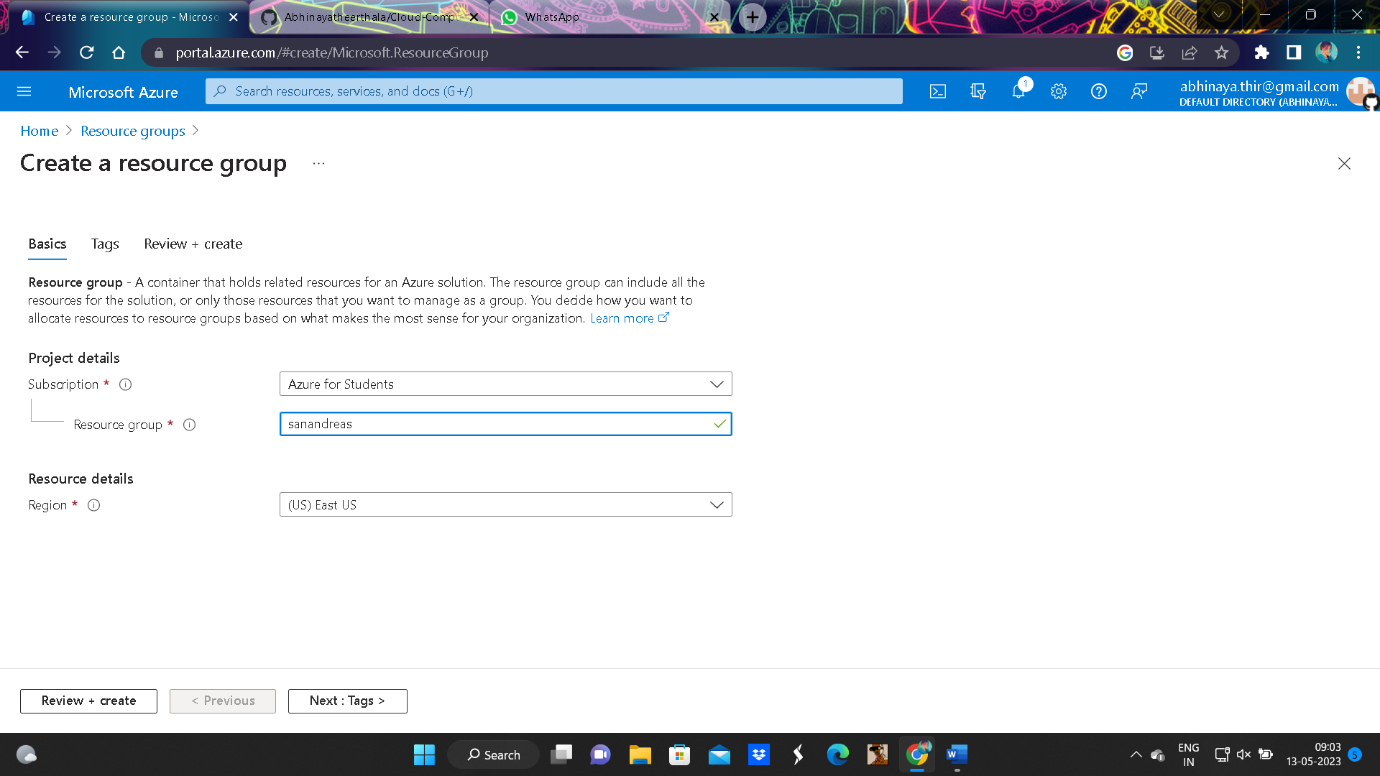 Create a resource group - Microsc
Abhinayatheerthala/Cloud-Comp
WhatsApp
portal.azure.com/#create/Microsoft.ResourceGroup
Microsoft Azure
Search resources, services, and docs (G+/)
1
abhinaya.thir@gmail.com
DEFAULT DIRECTORY (ABHINAYA...
Home > Resource groups >
Create a resource group ...
Basics Tags Review + create
Resource group - A container that holds related resources for an Azure solution. The resource group can include all the
resources for the solution, or only those resources that you want to manage as a group. You decide how you want to
allocate resources to resource groups based on what makes the most sense for your organization. Learn more
Project details
Subscription * Azure for Students
Resource group * sanandreas
Resource details
Region * (US) East US
Review + create < Previous Next : Tags >
Search
ENG
IN
09:03
13-05-2023
5